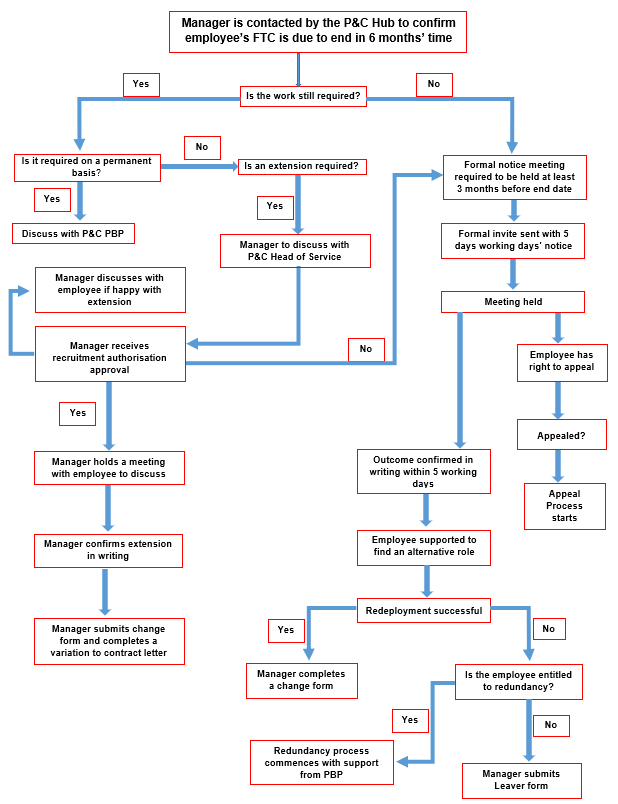 Manager is contacted by the P&C Hub to confirm
employee's FTC is due to end in 6 months' time
Yes
Is the work still required?
No
Is it required on a permanent
basis?
No
Is an extension required?
Formal notice meeting
required to be held at least
3 months before end date
Yes
Yes
Discuss with P&C PBP
Formal invite sent with 5
days working days' notice
Manager to discuss with
P&C Head of Service
Manager discusses with
employee if happy with
extension
Meeting held
Manager receives
recruitment authorisation
approval
No
Employee has
right to appeal
Yes
Appealed?
Manager holds a meeting
with employee to discuss
Outcome confirmed in
writing within 5 working
days
Appeal
Process
starts
Manager confirms extension
in writing
Employee supported to
find an alternative role
Redeployment successful
Manager submits change
form and completes a
variation to contract letter
Yes
No
Manager completes
a change form
Is the employee entitled
to redundancy?
Yes
No
Redundancy process
commences with support
from PBP
Manager submits
Leaver form